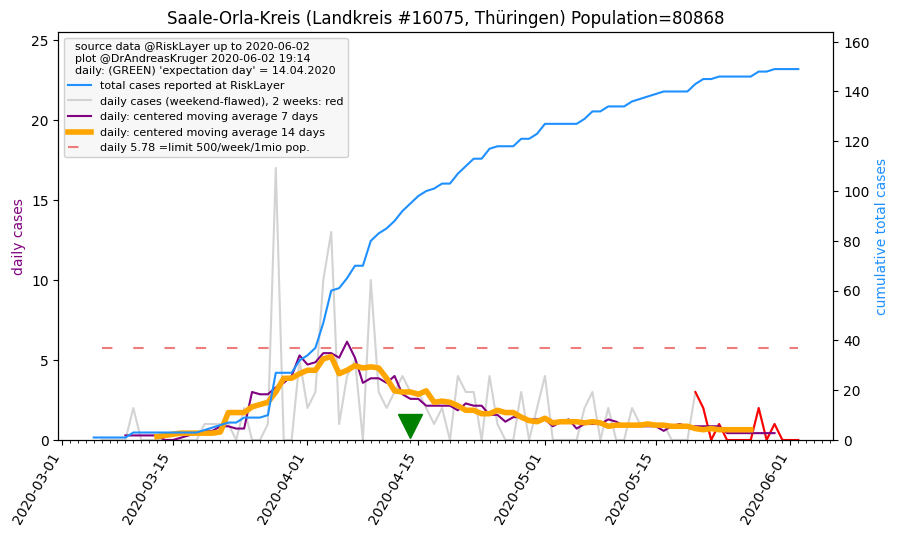 Saale-Orla-Kreis (Landkreis #16075, Thüringen) Population=80868
source data @RiskLayer up to 2020-06-02
plot @DrAndreasKruger 2020-06-02 19:14
daily: (GREEN) 'expectation day' = 14.04.2020
total cases reported at RiskLayer
daily cases (weekend-flawed), 2 weeks: red
daily: centered moving average 7 days
daily: centered moving average 14 days
daily 5.78 =limit 500/week/1mio pop.
daily cases
25
20
15
10
5
0
160
140
120
100
80
60
40
20
0
cumulative total cases
2020-03-01
2020-03-15
2020-04-01
2020-04-15
2020-05-01
2020-05-15
2020-06-01